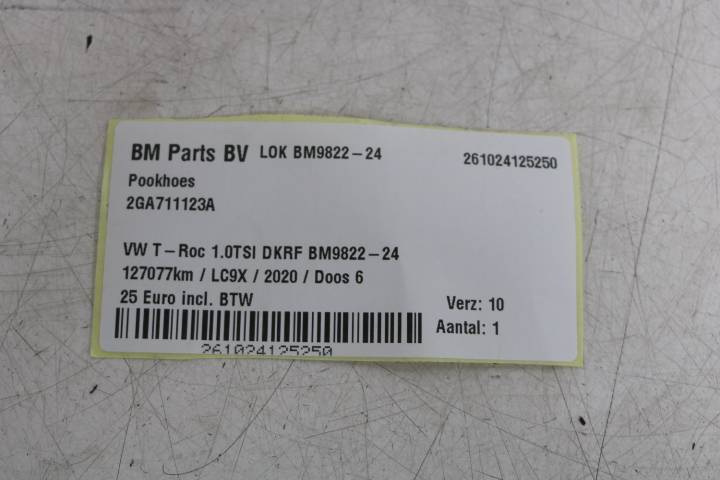 BM Parts BV LOK BM9822-24 261024125250
Pookhoes
2GA711123A
VW T-Roc 1.0TSI DKRF BM9822-24
127077km / LC9X / 2020 / Doos 6
25 Euro incl. BTW Verz: 10
Aantal: 1
261024125250